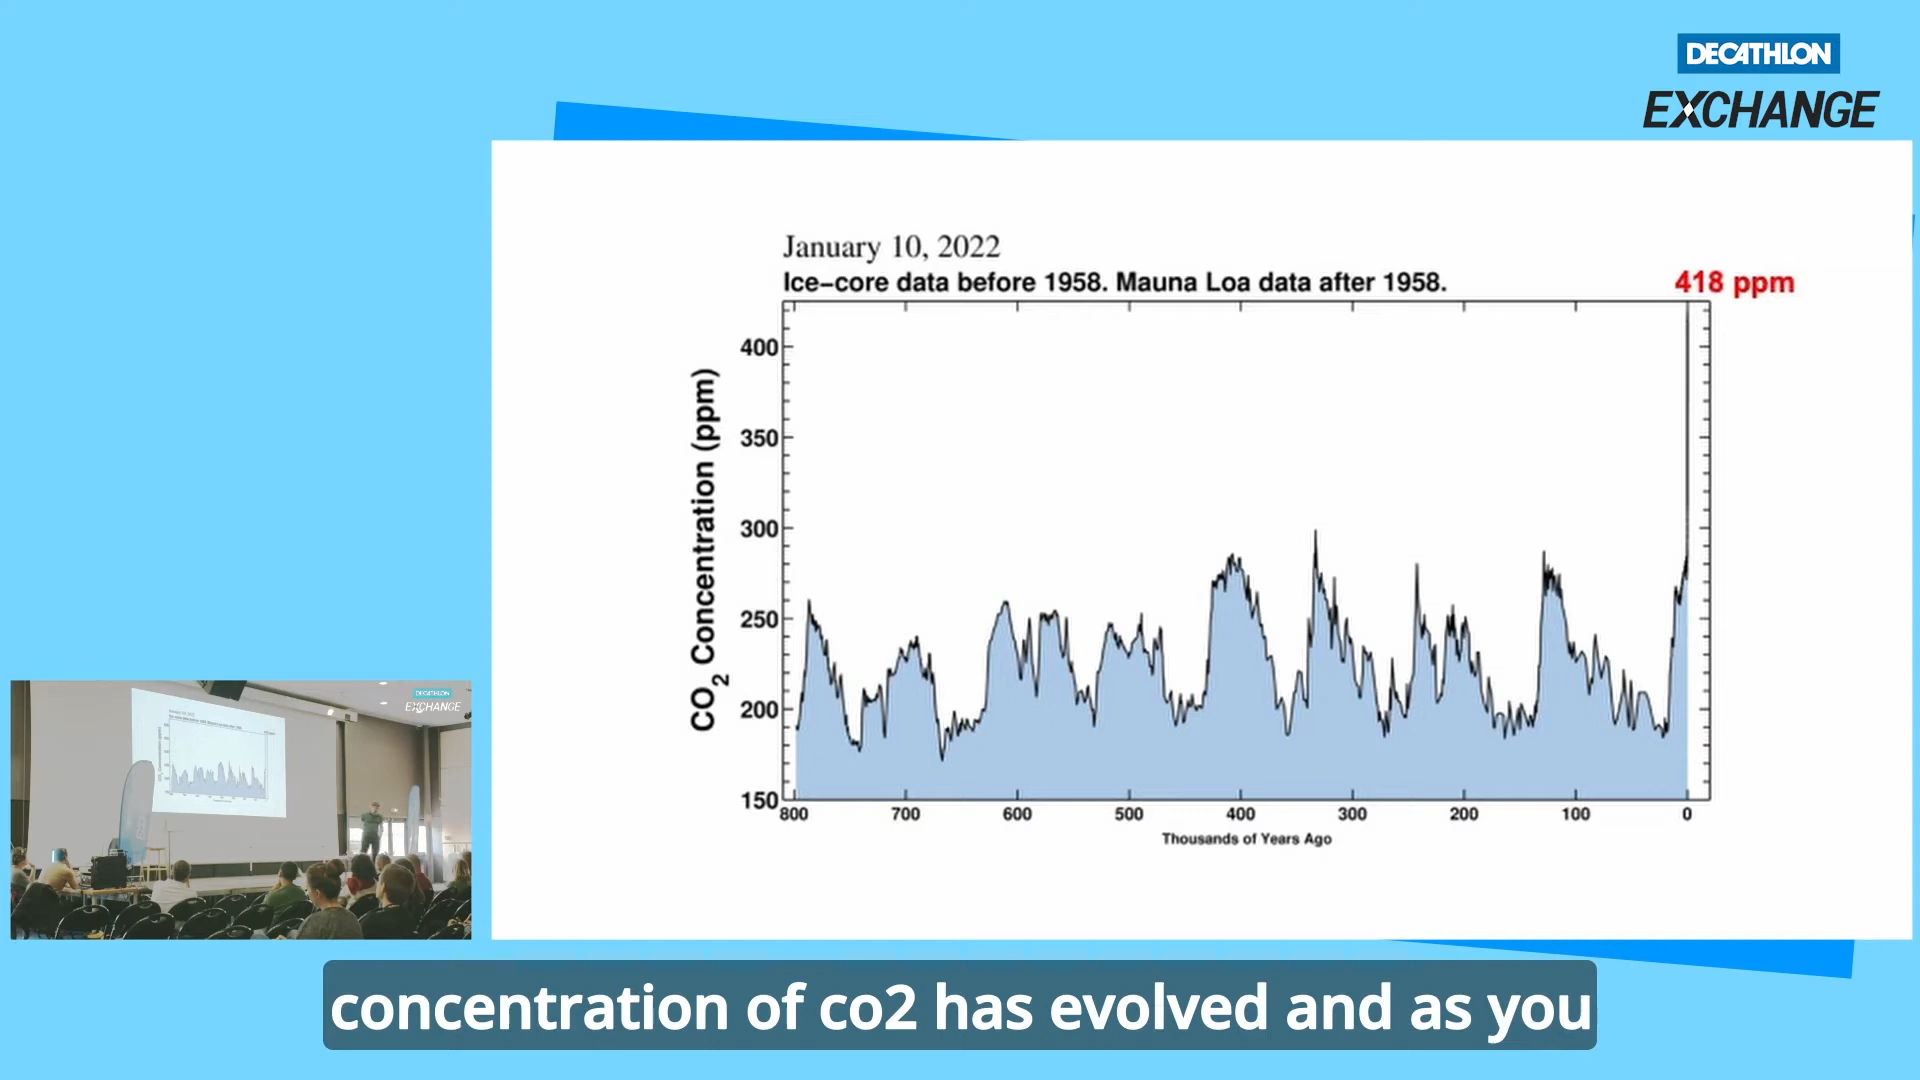 DECATHLON
EXCHANGE
January 10, 2022
Ice-core data before 1958. Mauna Loa data after 1958.
418 ppm
CO2 Concentration (ppm)
400
350
300
250
200
150
800 700 600 500 400 300 200 100 0
Thousands of Years Ago
DECATHLON
EXCHANGE
concentration of co2 has evolved and as you